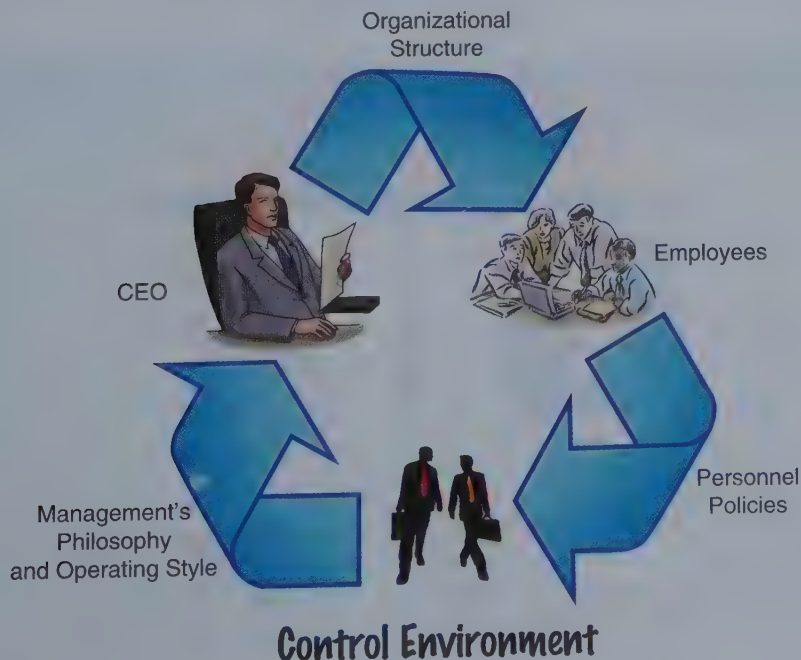 Organizational
Structure
CEO
Employees
Personnel
Policies
Management's
Philosophy
and Operating Style
Control Environment